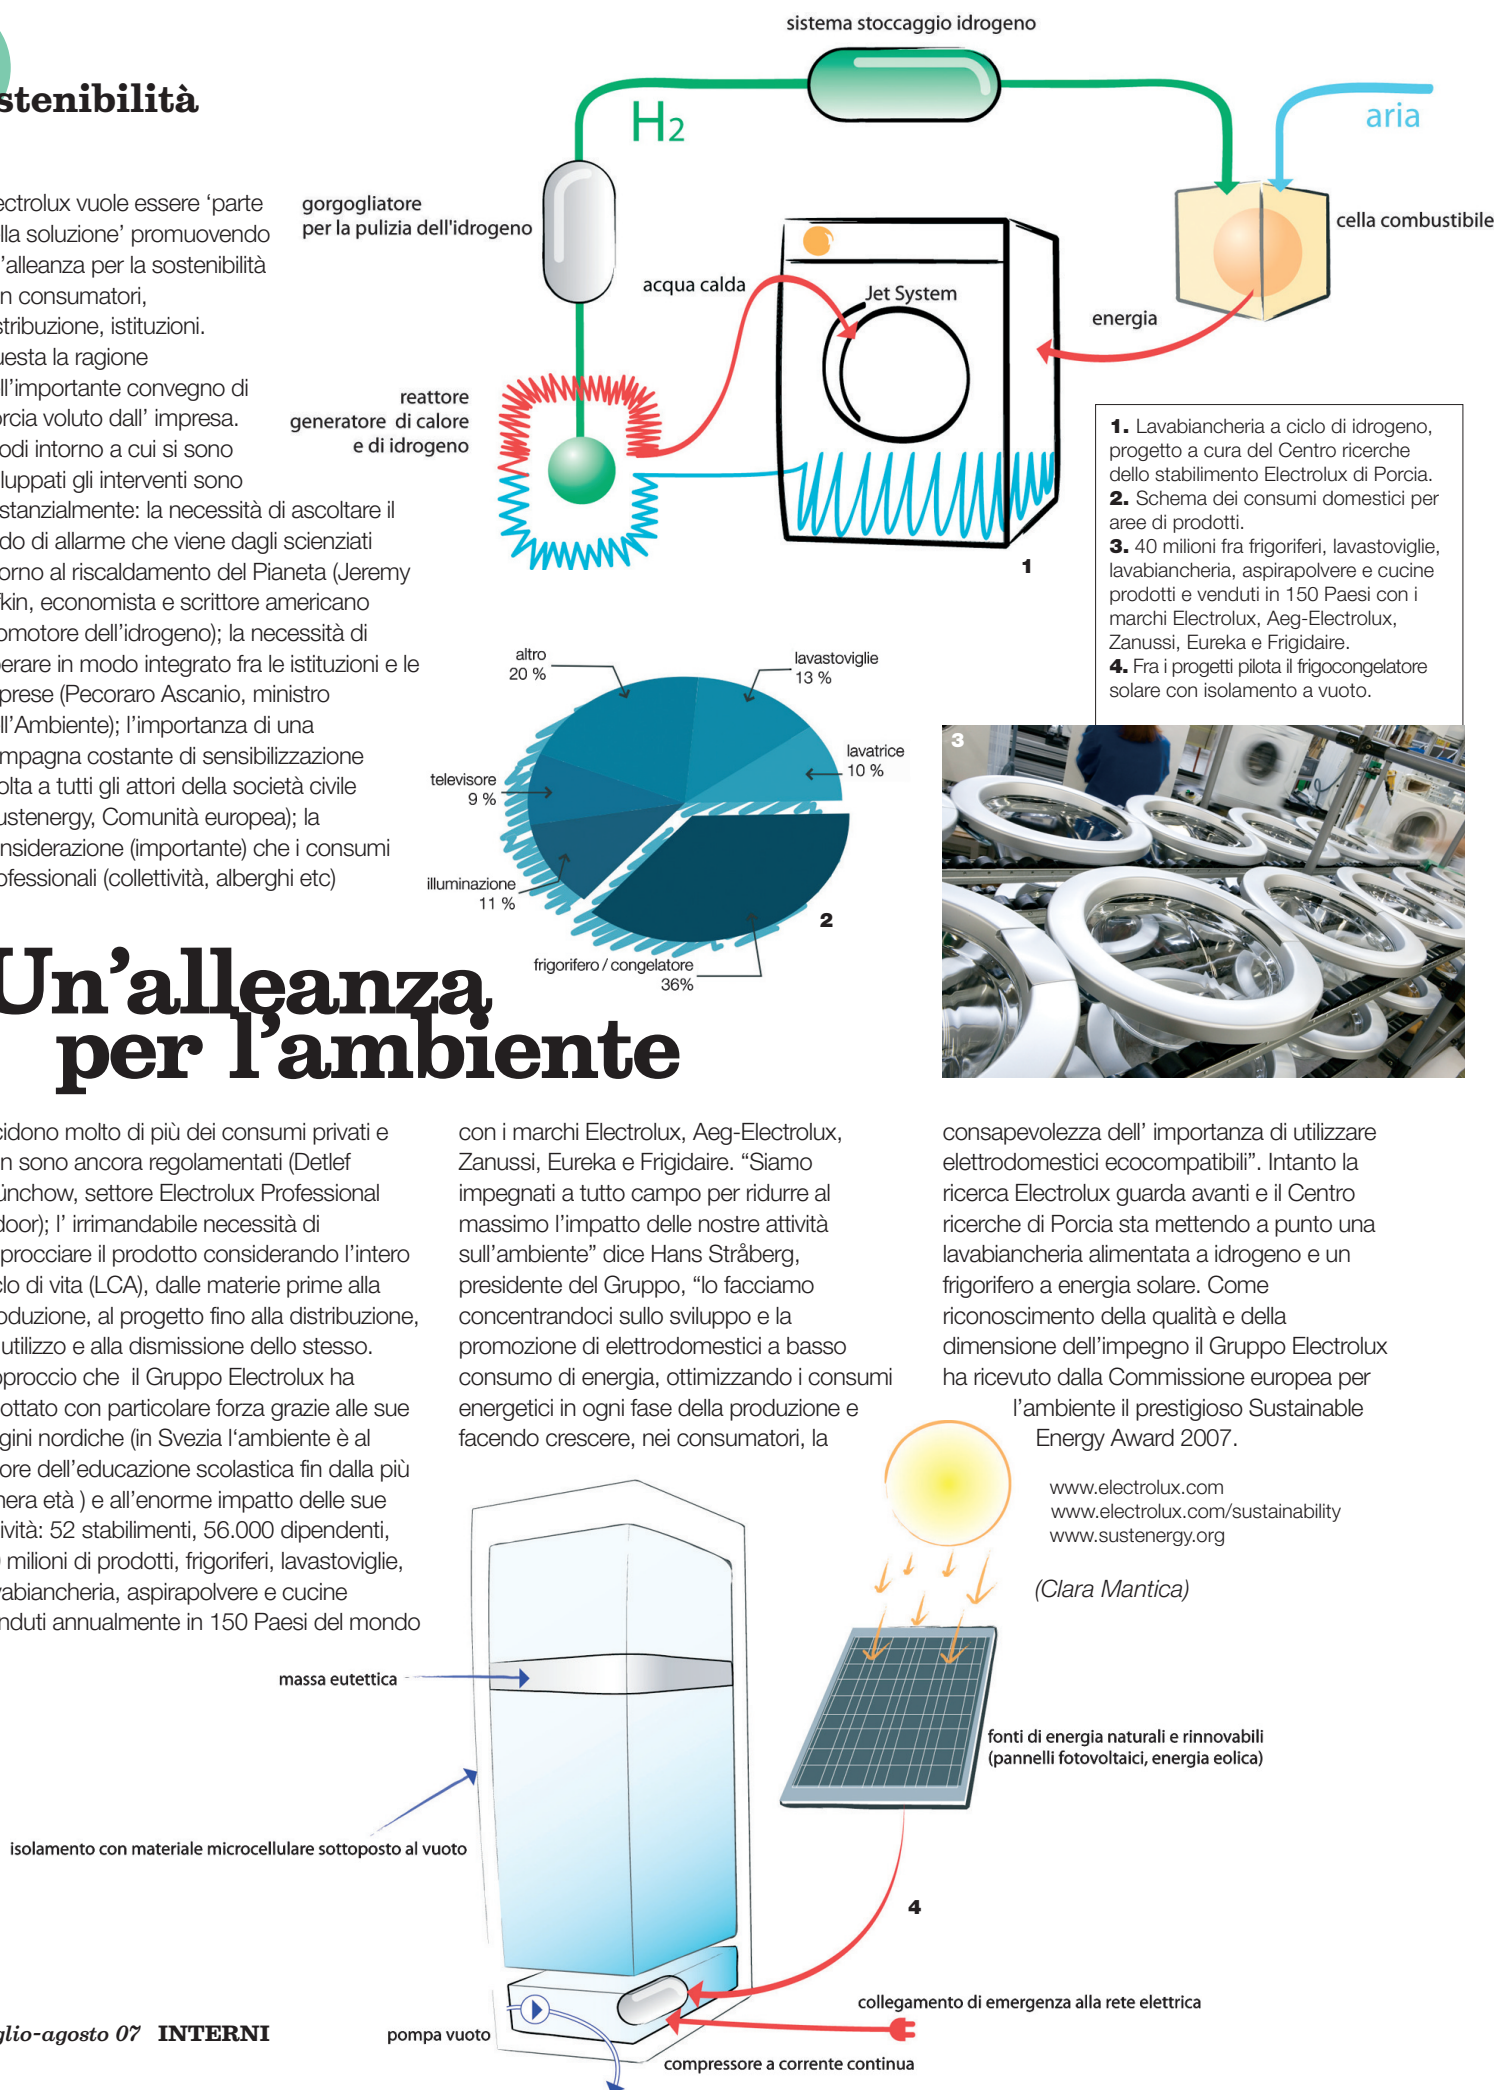 stenibilità
ectrolux vuole essere ‘parte
lla soluzione’ promuovendo
’alleanza per la sostenibilità
n consumatori,
stribuzione, istituzioni.
uesta la ragione
ll’importante convegno di
orcia voluto dall’ impresa.
odi intorno a cui si sono
iluppati gli interventi sono
stanzialmente: la necessità di ascoltare il
do di allarme che viene dagli scienziati
orno al riscaldamento del Pianeta (Jeremy
fkin, economista e scrittore americano
omotore dell’idrogeno); la necessità di
perare in modo integrato fra le istituzioni e le
prese (Pecoraro Ascanio, ministro
ell’Ambiente); l’importanza di una
mpagna costante di sensibilizzazione
olta a tutti gli attori della società civile
ustenergy, Comunità europea); la
nsiderazione (importante) che i consumi
ofessionali (collettività, alberghi etc)
sistema stoccaggio idrogeno
H2
aria
gorgogliatore
per la pulizia dell'idrogeno
cella combustibile
acqua calda
Jet System
energia
reattore
generatore di calore
e di idrogeno
1
1. Lavabiancheria a ciclo di idrogeno,
progetto a cura del Centro ricerche
dello stabilimento Electrolux di Porcia.
2. Schema dei consumi domestici per
aree di prodotti.
3. 40 milioni fra frigoriferi, lavastoviglie,
lavabiancheria, aspirapolvere e cucine
prodotti e venduti in 150 Paesi con i
marchi Electrolux, Aeg-Electrolux,
Zanussi, Eureka e Frigidaire.
4. Fra i progetti pilota il frigocongelatore
solare con isolamento a vuoto.
altro
20 %
lavastoviglie
13 %
lavatrice
10 %
televisore
9 %
illuminazione
11 %
frigorifero / congelatore
36%
2
3
Un’alleanza
per l’ambiente
cidono molto di più dei consumi privati e
n sono ancora regolamentati (Detlef
ünchow, settore Electrolux Professional
door); l’ irrimandabile necessità di
procciare il prodotto considerando l’intero
clo di vita (LCA), dalle materie prime alla
oduzione, al progetto fino alla distribuzione,
utilizzo e alla dismissione dello stesso.
pproccio che il Gruppo Electrolux ha
ottato con particolare forza grazie alle sue
gini nordiche (in Svezia l‘ambiente è al
ore dell’educazione scolastica fin dalla più
nera età ) e all’enorme impatto delle sue
tività: 52 stabilimenti, 56.000 dipendenti,
milioni di prodotti, frigoriferi, lavastoviglie,
vabiancheria, aspirapolvere e cucine
nduti annualmente in 150 Paesi del mondo
con i marchi Electrolux, Aeg-Electrolux,
Zanussi, Eureka e Frigidaire. “Siamo
impegnati a tutto campo per ridurre al
massimo l’impatto delle nostre attività
sull’ambiente” dice Hans Stråberg,
presidente del Gruppo, “lo facciamo
concentrandoci sullo sviluppo e la
promozione di elettrodomestici a basso
consumo di energia, ottimizzando i consumi
energetici in ogni fase della produzione e
facendo crescere, nei consumatori, la
consapevolezza dell’ importanza di utilizzare
elettrodomestici ecocompatibili”. Intanto la
ricerca Electrolux guarda avanti e il Centro
ricerche di Porcia sta mettendo a punto una
lavabiancheria alimentata a idrogeno e un
frigorifero a energia solare. Come
riconoscimento della qualità e della
dimensione dell’impegno il Gruppo Electrolux
ha ricevuto dalla Commissione europea per
l’ambiente il prestigioso Sustainable
Energy Award 2007.
www.electrolux.com
www.electrolux.com/sustainability
www.sustenergy.org
(Clara Mantica)
massa eutettica
fonti di energia naturali e rinnovabili
(pannelli fotovoltaici, energia eolica)
isolamento con materiale microcellulare sottoposto al vuoto
4
collegamento di emergenza alla rete elettrica
pompa vuoto
compressore a corrente continua
glio-agosto 07 INTERNI